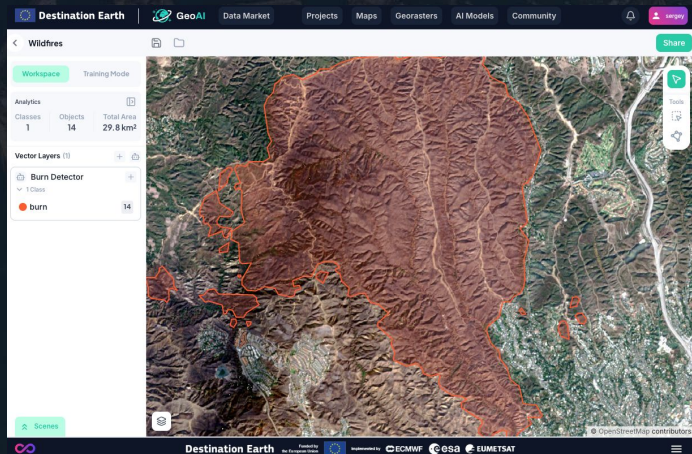 Destination Earth GeoAI Data Market Projects Maps Georasters AI Models Community sergey
Wildfires Share
Workspace Training Mode
Analytics
Classes Objects Total Area
1 14 29.8 km²
Vector Layers (1)
Burn Detector
1 Class
burn 14
Tools
Scenes
© OpenStreetMap contributors
Destination Earth Funded by the European Union Implemented by ECMWF esa EUMETSAT